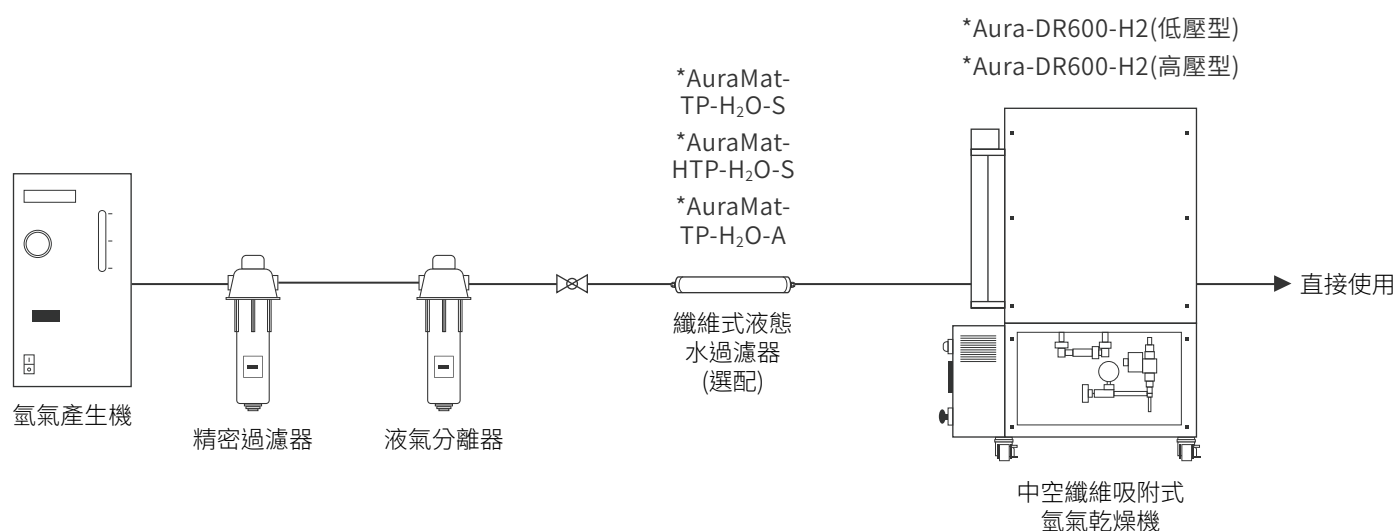 *Aura-DR600-H2(低壓型)
*Aura-DR600-H2(高壓型)
*AuraMat-
TP-H₂O-S
*AuraMat-
HTP-H₂O-S
*AuraMat-
TP-H₂O-A
直接使用
纖維式液態
水過濾器
(選配)
氫氣產生機
精密過濾器
液氣分離器
中空纖維吸附式
氫氣乾燥機